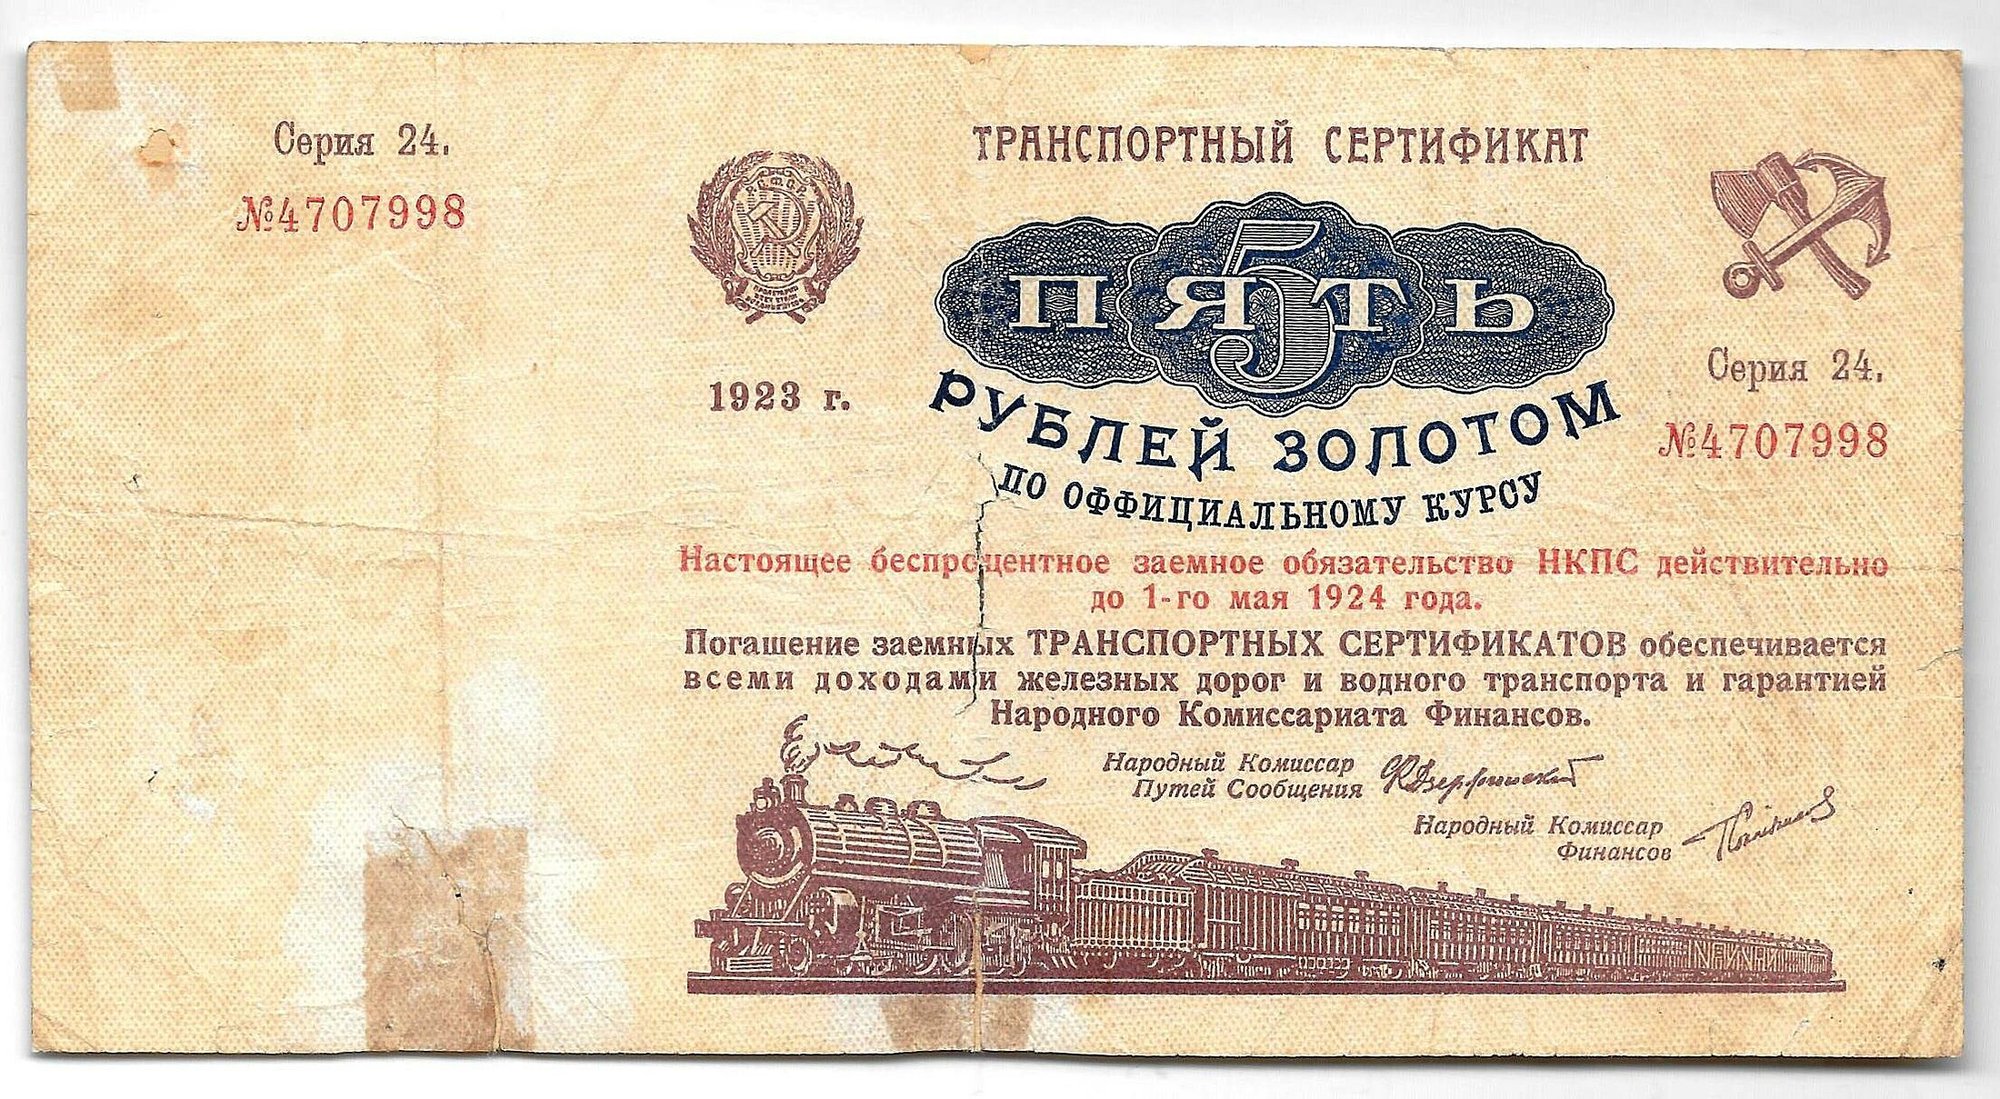 Серия 24.
№4707998
Р.С.Ф.С.Р.
1923 г.
ТРАНСПОРТНЫЙ СЕРТИФИКАТ
5
ПЯТЬ
РУБЛЕЙ ЗОЛОТОМ
ПО ОФФИЦИАЛЬНОМУ КУРСУ
Серия 24.
№4707998
Настоящее беспроцентное заемное обязательство НКПС действительно
до 1-го мая 1924 года.
Погашение заемных ТРАНСПОРТНЫХ СЕРТИФИКАТОВ обеспечивается
всеми доходами железных дорог и водного транспорта и гарантией
Народного Комиссариата Финансов.
Народный Комиссар
Путей Сообщения
Народный Комиссар
Финансов